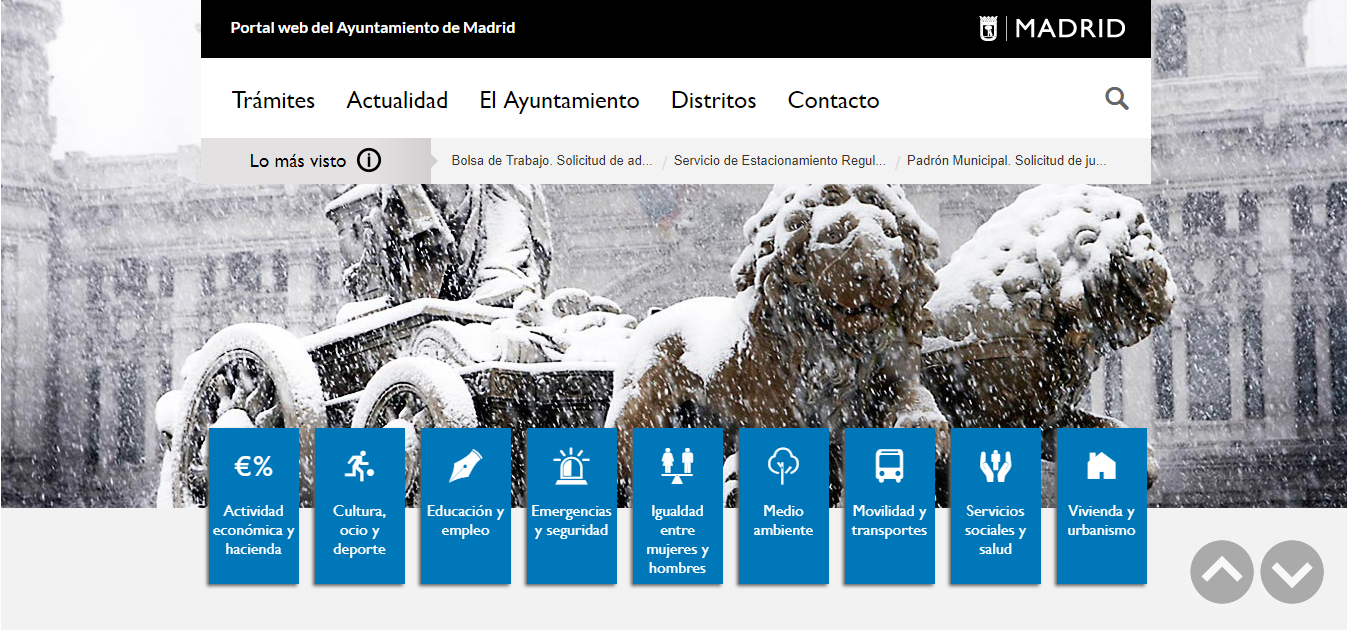 Portal web del Ayuntamiento de Madrid
MADRID
Trámites Actualidad El Ayuntamiento Distritos Contacto
Lo más visto
Bolsa de Trabajo. Solicitud de ad... / Servicio de Estacionamiento Regul... / Padrón Municipal. Solicitud de ju...
€%
Actividad
económica y
hacienda
Cultura,
ocio y
deporte
Educación y
empleo
Emergencias
y seguridad
Igualdad
entre
mujeres y
hombres
Medio
ambiente
Movilidad y
transportes
Servicios
sociales y
salud
Vivienda y
urbanismo